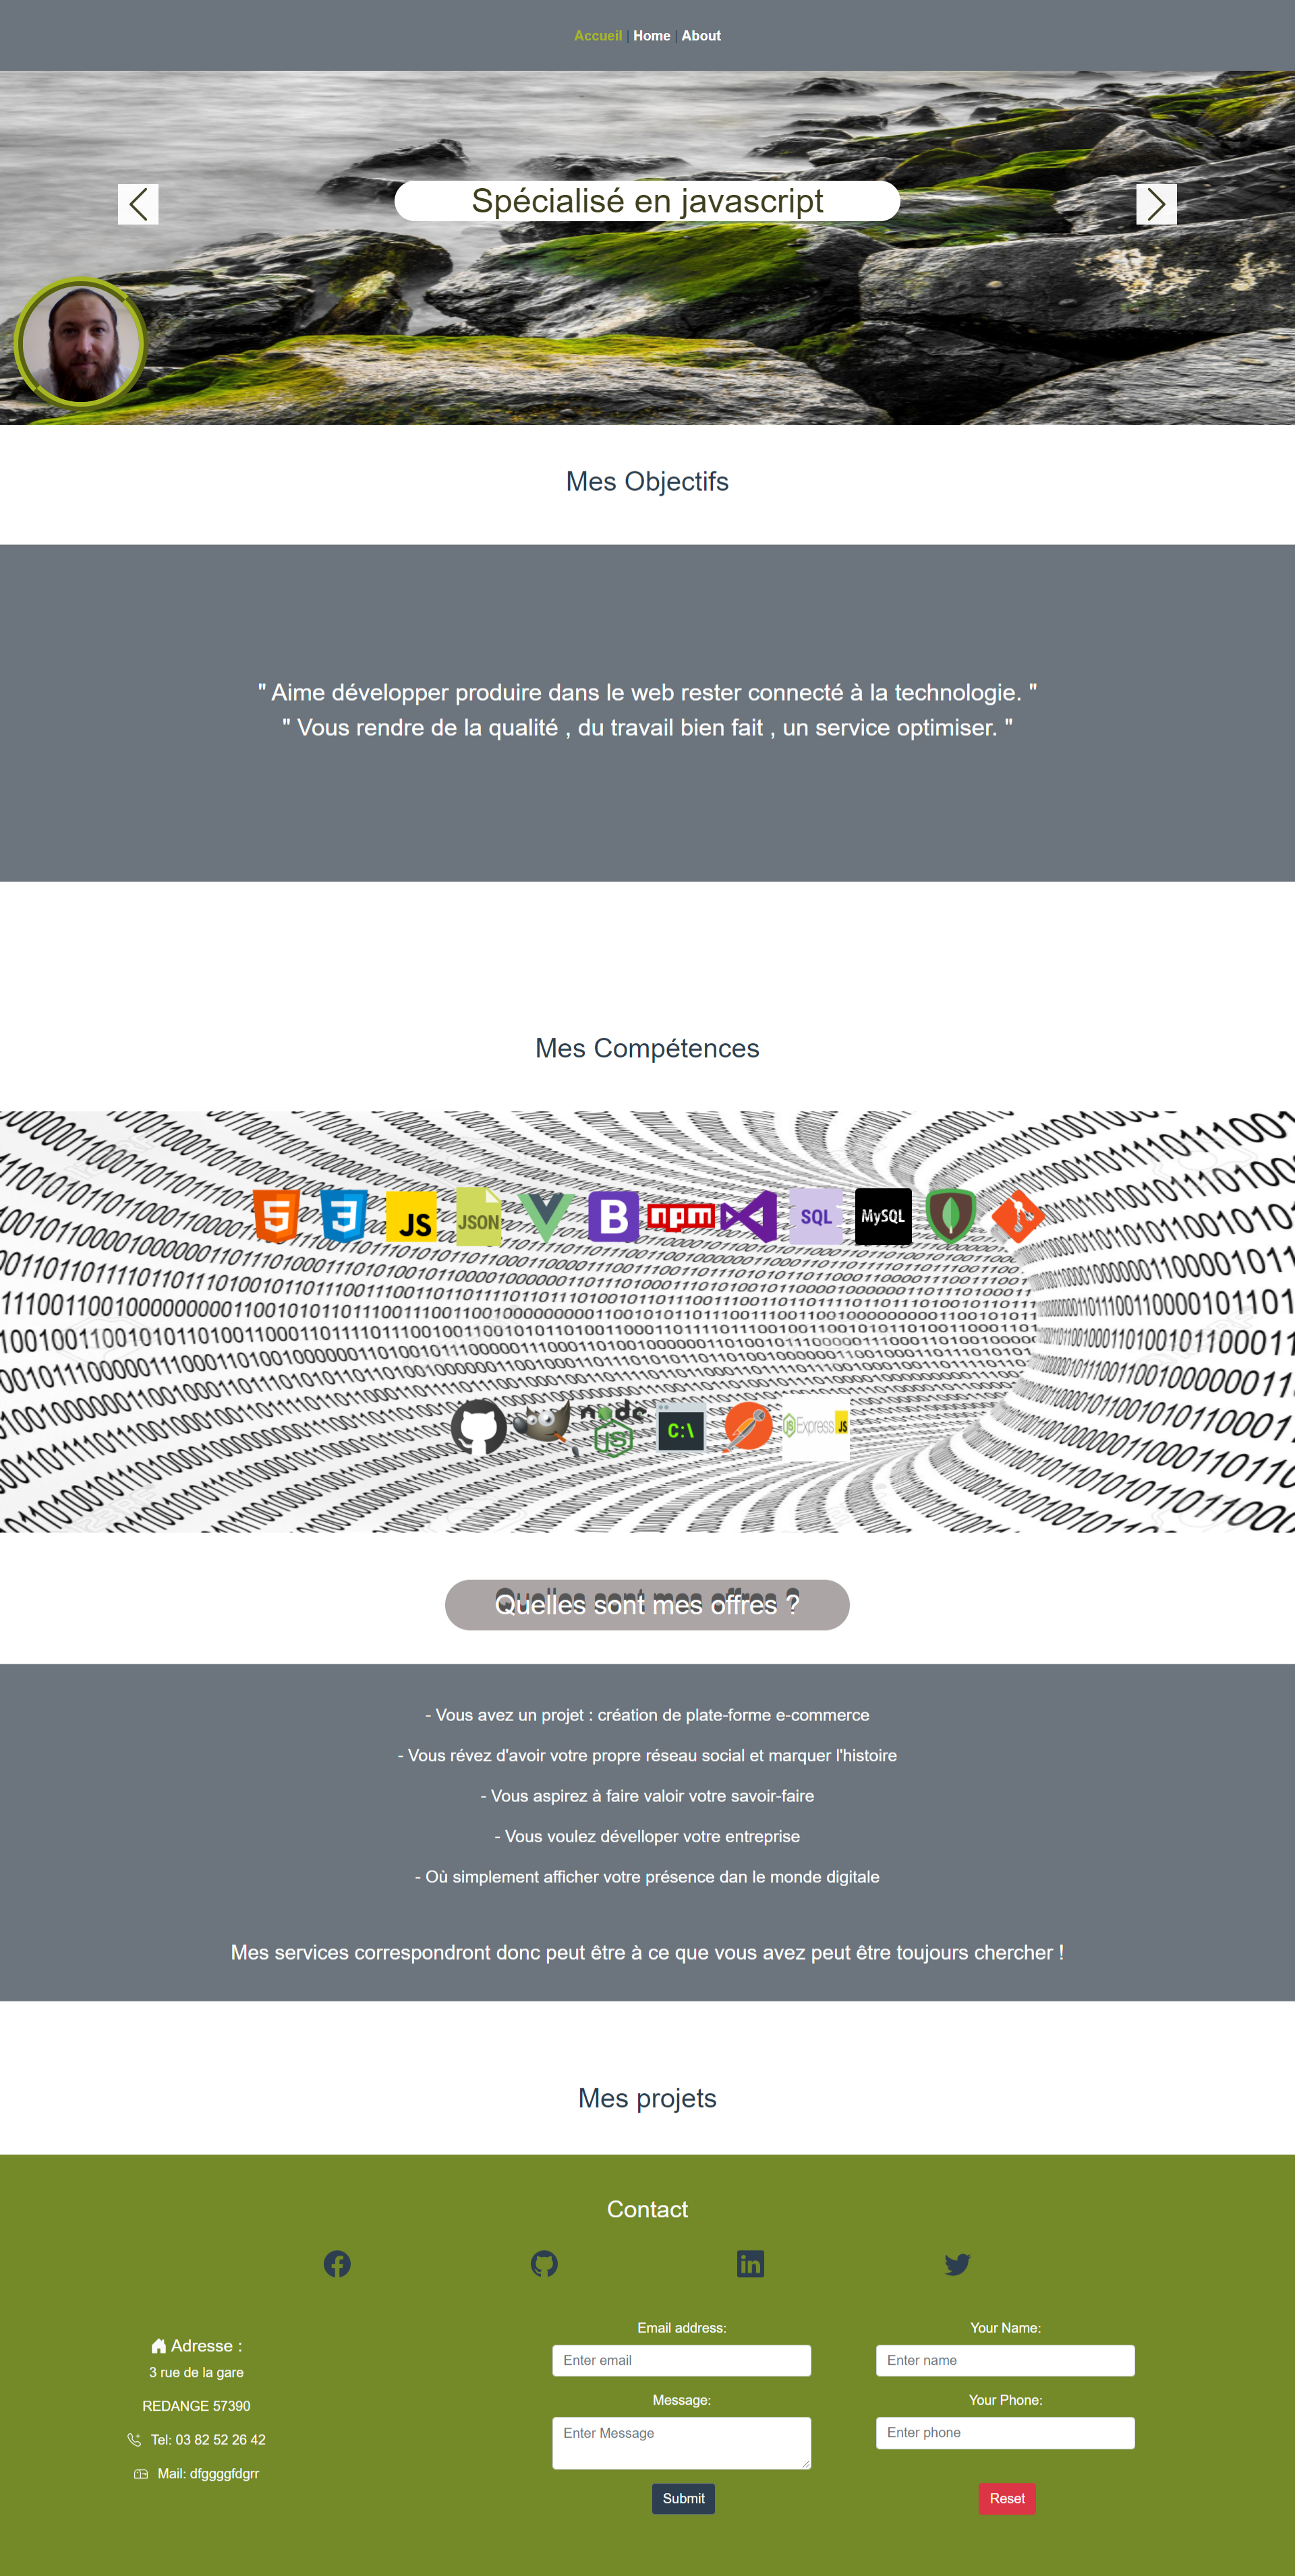 Accueil | Home | About
Spécialisé en javascript
Mes Objectifs
" Aime développer produire dans le web rester connecté à la technologie. "
" Vous rendre de la qualité , du travail bien fait , un service optimiser. "
Mes Compétences
5 3 JS JSON B npm SQL MySQL
node JS C:\ JS Express JS
Quelles sont mes offres ?
- Vous avez un projet : création de plate-forme e-commerce
- Vous révez d'avoir votre propre réseau social et marquer l'histoire
- Vous aspirez à faire valoir votre savoir-faire
- Vous voulez dévelloper votre entreprise
- Où simplement afficher votre présence dan le monde digitale
Mes services correspondront donc peut être à ce que vous avez peut être toujours chercher !
Mes projets
Contact
Adresse :
3 rue de la gare
REDANGE 57390
Tel: 03 82 52 26 42
Mail: dfggggfdgrr
Email address:
Enter email
Your Name:
Enter name
Message:
Enter Message
Your Phone:
Enter phone
Submit
Reset